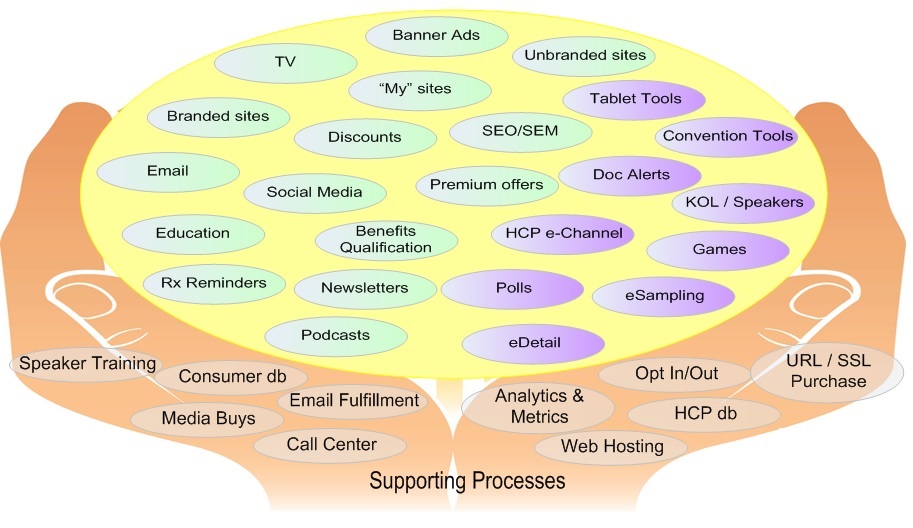 Banner Ads
TV
Unbranded sites
“My” sites
Tablet Tools
Branded sites
Discounts
SEO/SEM
Convention Tools
Email
Social Media
Premium offers
Doc Alerts
KOL / Speakers
Education
Benefits
Qualification
HCP e-Channel
Games
Rx Reminders
Newsletters
Polls
eSampling
Podcasts
eDetail
Speaker Training
Consumer db
Email Fulfillment
Media Buys
Call Center
Analytics &
Metrics
Opt In/Out
URL / SSL
Purchase
HCP db
Web Hosting
Supporting Processes